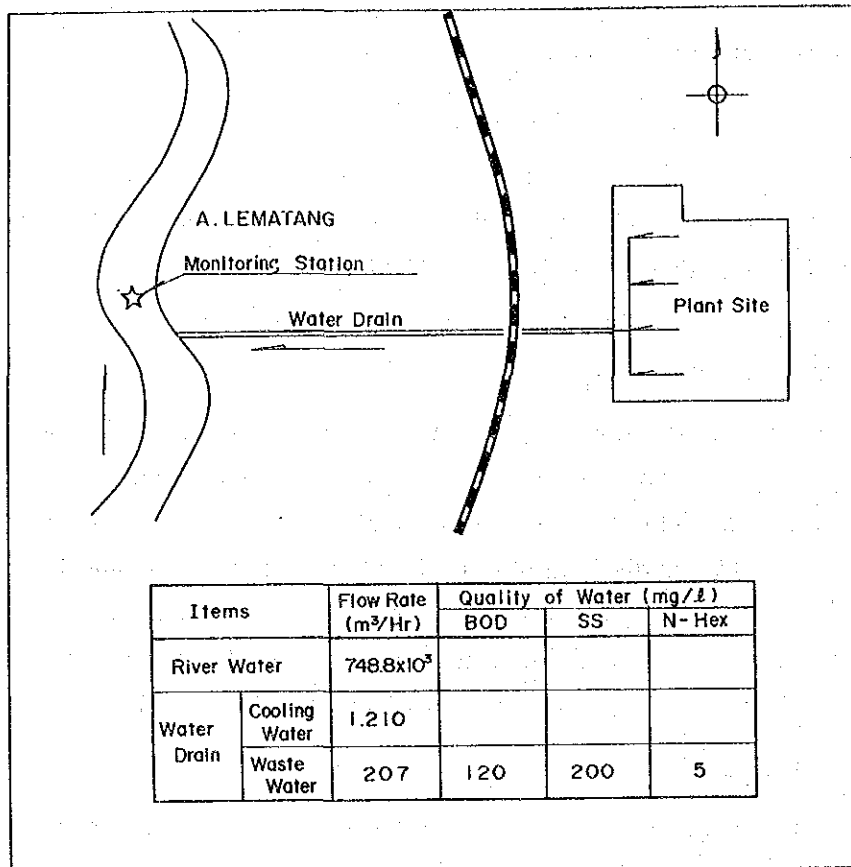 A. LEMATANG
Monitoring Station
Water Drain
Plant Site
Items
Flow Rate
(m³/Hr)
Quality of Water (mg/ℓ)
BOD
SS
N-Hex
River Water
748.8x10³
Water
Drain
Cooling
Water
1.210
Waste
Water
207
120
200
5